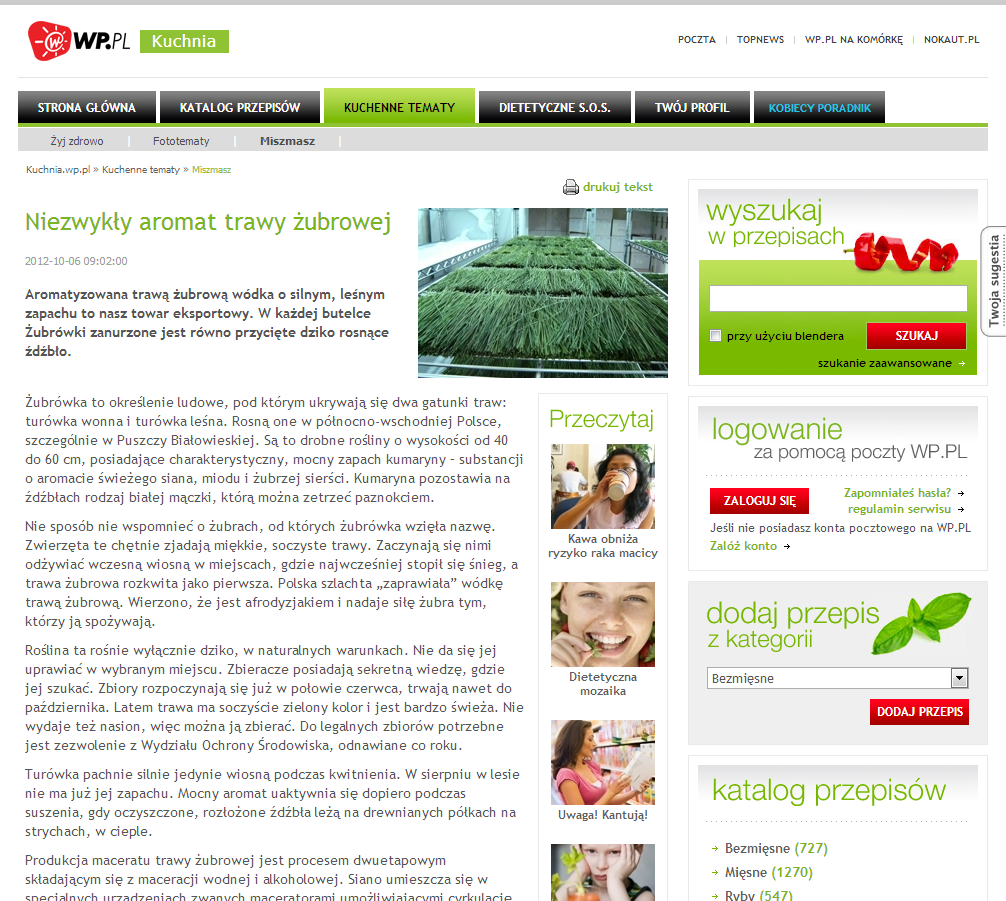 WP.PL Kuchnia
POCZTA | TOPNEWS | WP.PL NA KOMÓRKĘ | NOKAUT.PL
STRONA GŁÓWNA
KATALOG PRZEPISÓW
KUCHENNE TEMATY
DIETETYCZNE S.O.S.
TWÓJ PROFIL
KOBIECY PORADNIK
Żyj zdrowo | Fototematy | Miszmasz |
Kuchnia.wp.pl » Kuchenne tematy » Miszmasz
drukuj tekst
Niezwykły aromat trawy żubrowej
2012-10-06 09:02:00
Aromatyzowana trawą żubrową wódka o silnym, leśnym
zapachu to nasz towar eksportowy. W każdej butelce
Żubrówki zanurzone jest równo przycięte dziko rosnące
źdźbło.
Żubrówka to określenie ludowe, pod którym ukrywają się dwa gatunki traw:
turówka wonna i turówka leśna. Rosną one w północno-wschodniej Polsce,
szczególnie w Puszczy Białowieskiej. Są to drobne rośliny o wysokości od 40
do 60 cm, posiadające charakterystyczny, mocny zapach kumaryny – substancji
o aromacie świeżego siana, miodu i żubrzej sierści. Kumaryna pozostawia na
źdźbłach rodzaj białej mączki, którą można zetrzeć paznokciem.
Nie sposób nie wspomnieć o żubrach, od których żubrówka wzięła nazwę.
Zwierzęta te chętnie zjadają miękkie, soczyste trawy. Zaczynają się nimi
odżywiać wczesną wiosną w miejscach, gdzie najwcześniej stopił się śnieg, a
trawa żubrowa rozkwita jako pierwsza. Polska szlachta „zaprawiała” wódkę
trawą żubrową. Wierzono, że jest afrodyzjakiem i nadaje siłę żubra tym,
którzy ją spożywają.
Roślina ta rośnie wyłącznie dziko, w naturalnych warunkach. Nie da się jej
uprawiać w wybranym miejscu. Zbieracze posiadają sekretną wiedzę, gdzie
jej szukać. Zbiory rozpoczynają się już w połowie czerwca, trwają nawet do
października. Latem trawa ma soczyście zielony kolor i jest bardzo świeża. Nie
wydaje też nasion, więc można ją zbierać. Do legalnych zbiorów potrzebne
jest zezwolenie z Wydziału Ochrony Środowiska, odnawiane co roku.
Turówka pachnie silnie jedynie wiosną podczas kwitnienia. W sierpniu w lesie
nie ma już jej zapachu. Mocny aromat uaktywnia się dopiero podczas
suszenia, gdy oczyszczone, rozłożone źdźbła leżą na drewnianych półkach na
strychach, w cieple.
Produkcja maceratu trawy żubrowej jest procesem dwuetapowym
składającym się z maceracji wodnej i alkoholowej. Siano umieszcza się w
specjalnych urządzeniach zwanych maceratorami umożliwiającymi cyrkulację
Przeczytaj
Kawa obniża
ryzyko raka macicy
Dietetyczna
mozaika
Uwaga! Kantują!
wyszukaj
w przepisach
przy użyciu blendera
SZUKAJ
szukanie zaawansowane →
Twoja sugestia
logowanie
za pomocą poczty WP.PL
ZALOGUJ SIĘ
Zapomniałeś hasła? →
regulamin serwisu →
Jeśli nie posiadasz konta pocztowego na WP.PL
Załóż konto →
dodaj przepis
z kategorii
Bezmięsne
DODAJ PRZEPIS
katalog przepisów
→ Bezmięsne (727)
→ Mięsne (1270)
→ Ryby (547)